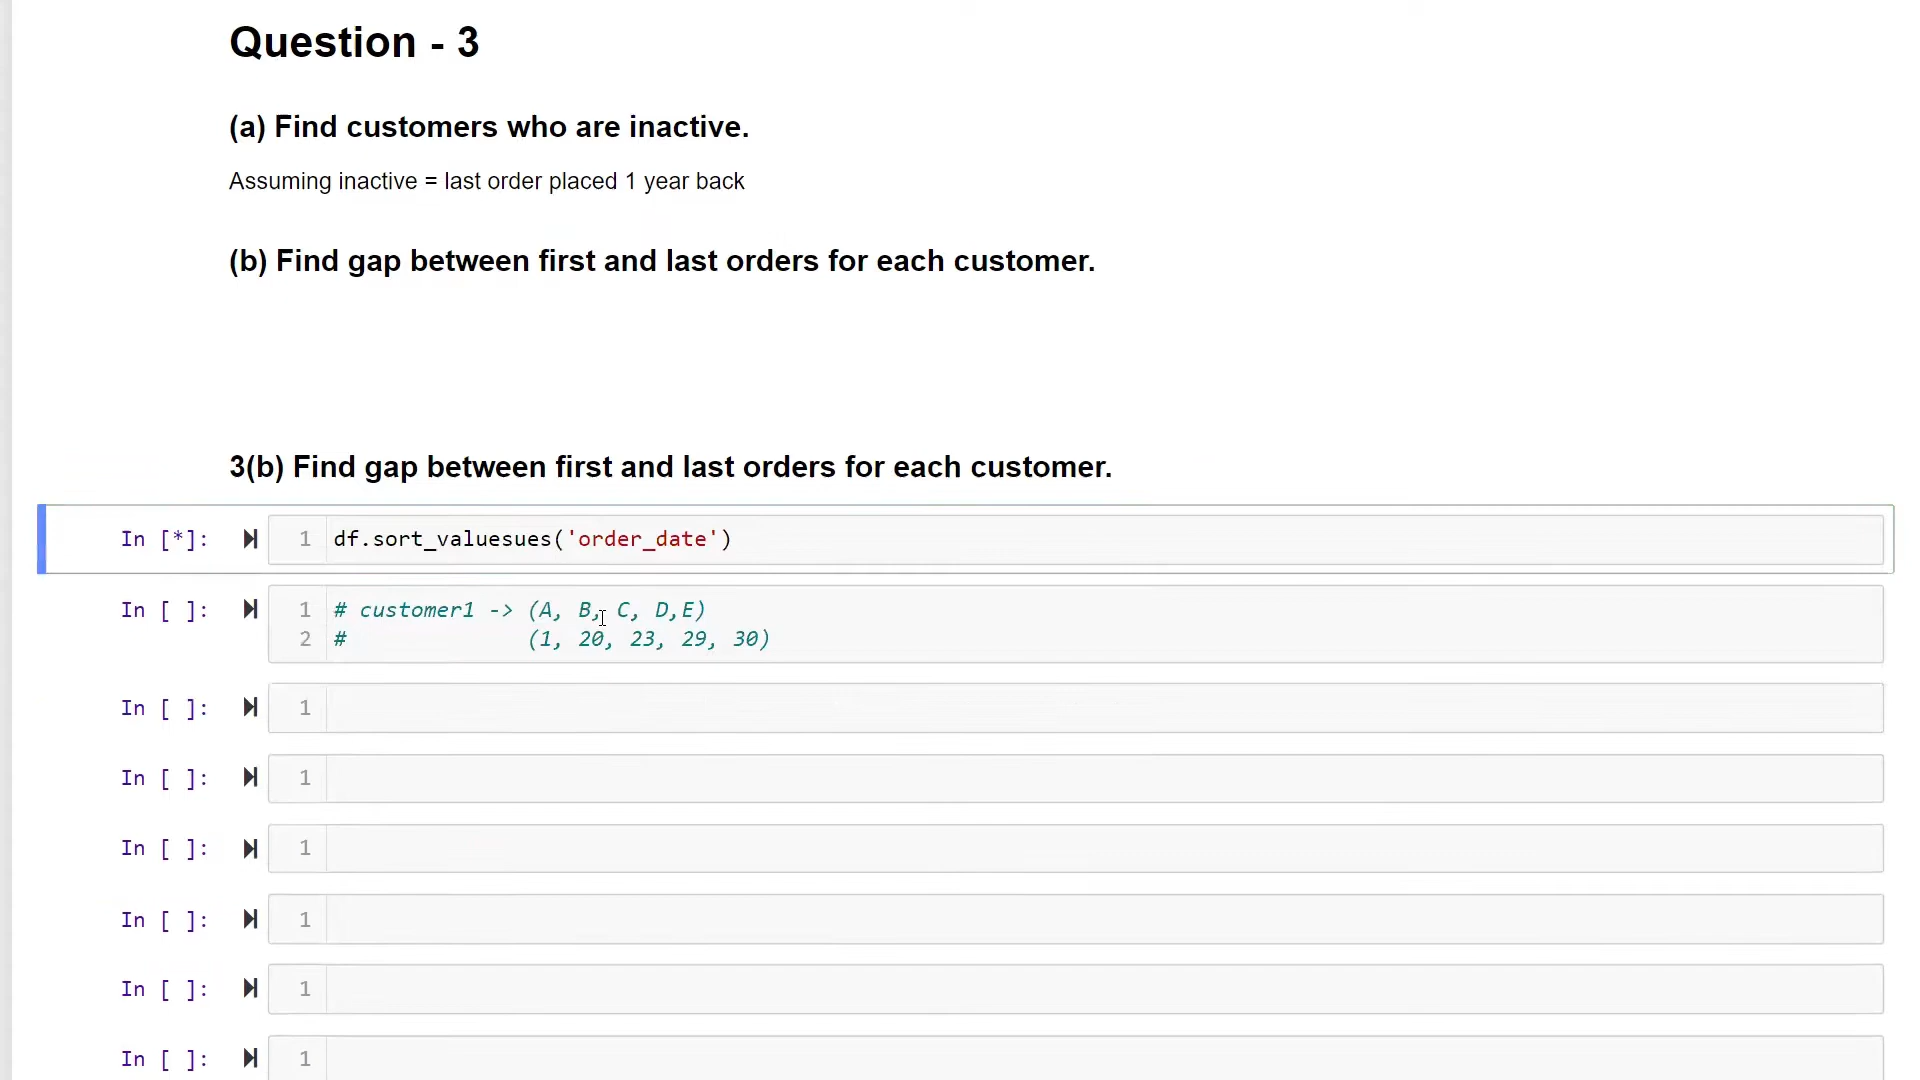 Question - 3
(a) Find customers who are inactive.
Assuming inactive = last order placed 1 year back
(b) Find gap between first and last orders for each customer.
3(b) Find gap between first and last orders for each customer.
In [*]: 1 df.sort_valuesues('order_date')
In [ ]: 1 # customer1 -> (A, B, C, D,E)
2 # (1, 20, 23, 29, 30)
In [ ]: 1
In [ ]: 1
In [ ]: 1
In [ ]: 1
In [ ]: 1
In [ ]: 1